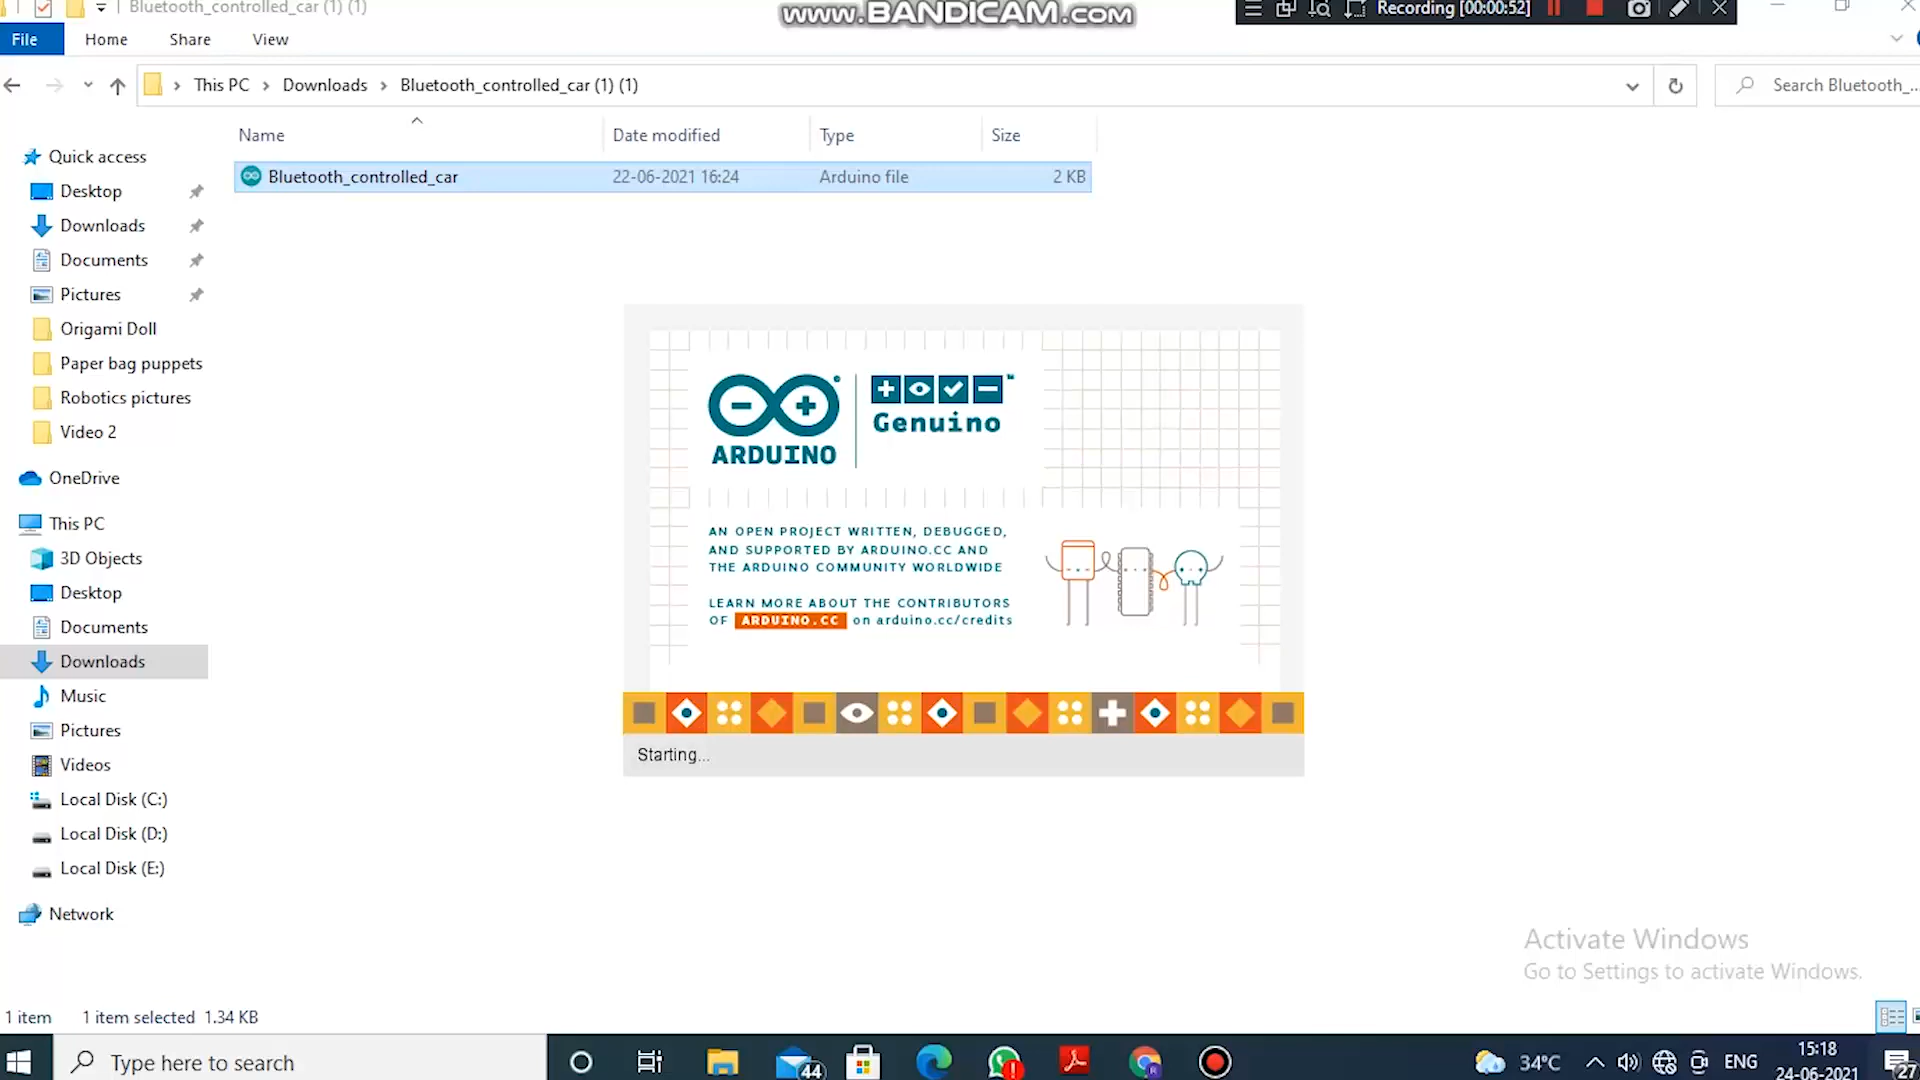 Bluetooth_controlled_car (1) (1)
www.BANDICAM.com
Recording [00:00:52]
File
Home
Share
View
This PC
Downloads
Bluetooth_controlled_car (1) (1)
Search Bluetooth_...
Name
Date modified
Type
Size
Bluetooth_controlled_car
22-06-2021 16:24
Arduino file
2 KB
Quick access
Desktop
Downloads
Documents
Pictures
Origami Doll
Paper bag puppets
Robotics pictures
Video 2
OneDrive
This PC
3D Objects
Desktop
Documents
Downloads
Music
Pictures
Videos
Local Disk (C:)
Local Disk (D:)
Local Disk (E:)
Network
ARDUINO
Genuino
TM
AN OPEN PROJECT WRITTEN, DEBUGGED,
AND SUPPORTED BY ARDUINO.CC AND
THE ARDUINO COMMUNITY WORLDWIDE
LEARN MORE ABOUT THE CONTRIBUTORS
OF ARDUINO.CC on arduino.cc/credits
Starting...
Activate Windows
Go to Settings to activate Windows.
1 item
1 item selected 1.34 KB
Type here to search
44
34°C
ENG
15:18
24-06-2021
27